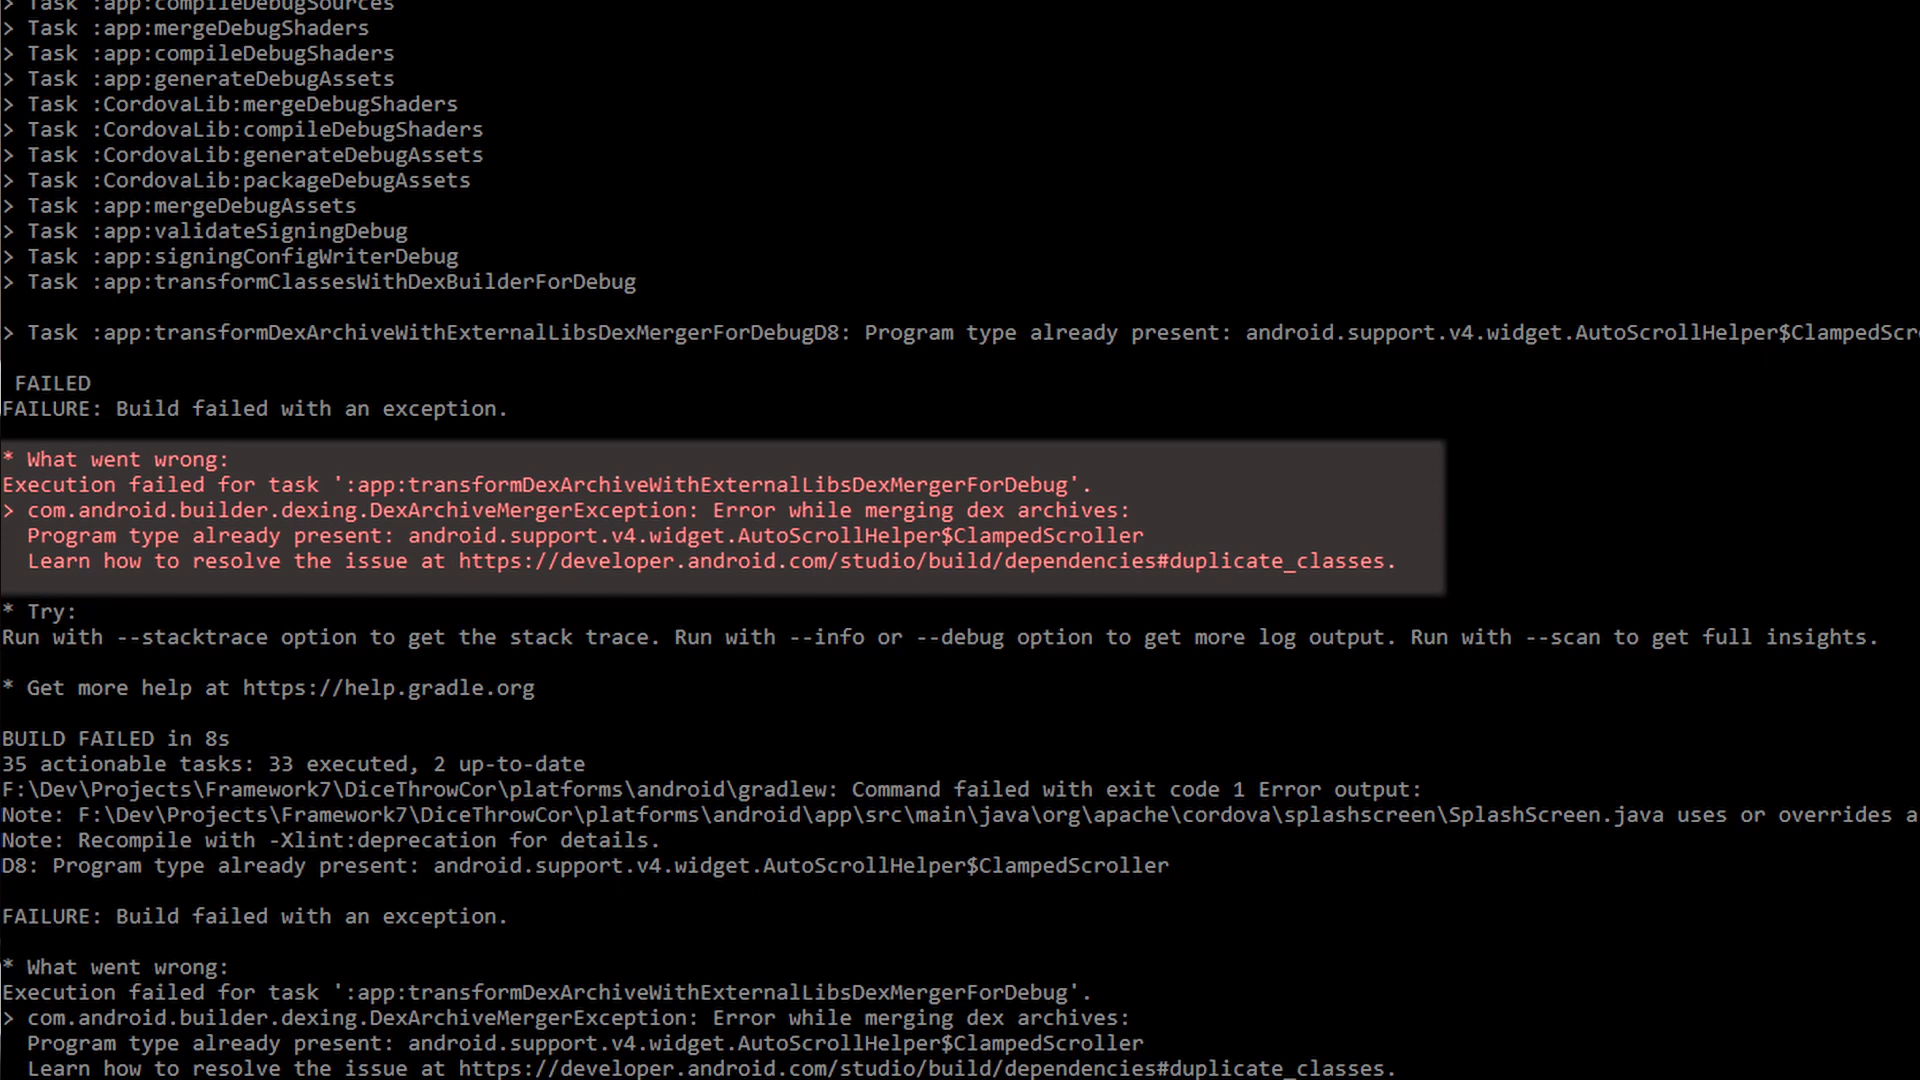 > Task :app:compileDebugSources
> Task :app:mergeDebugShaders
> Task :app:compileDebugShaders
> Task :app:generateDebugAssets
> Task :CordovaLib:mergeDebugShaders
> Task :CordovaLib:compileDebugShaders
> Task :CordovaLib:generateDebugAssets
> Task :CordovaLib:packageDebugAssets
> Task :app:mergeDebugAssets
> Task :app:validateSigningDebug
> Task :app:signingConfigWriterDebug
> Task :app:transformClassesWithDexBuilderForDebug
> Task :app:transformDexArchiveWithExternalLibsDexMergerForDebugD8: Program type already present: android.support.v4.widget.AutoScrollHelper$ClampedScr
FAILED
FAILURE: Build failed with an exception.
* What went wrong:
Execution failed for task ':app:transformDexArchiveWithExternalLibsDexMergerForDebug'.
> com.android.builder.dexing.DexArchiveMergerException: Error while merging dex archives:
Program type already present: android.support.v4.widget.AutoScrollHelper$ClampedScroller
Learn how to resolve the issue at https://developer.android.com/studio/build/dependencies#duplicate_classes.
* Try:
Run with --stacktrace option to get the stack trace. Run with --info or --debug option to get more log output. Run with --scan to get full insights.
* Get more help at https://help.gradle.org
BUILD FAILED in 8s
35 actionable tasks: 33 executed, 2 up-to-date
F:\Dev\Projects\Framework7\DiceThrowCor\platforms\android\gradlew: Command failed with exit code 1 Error output:
Note: F:\Dev\Projects\Framework7\DiceThrowCor\platforms\android\app\src\main\java\org\apache\cordova\splashscreen\SplashScreen.java uses or overrides a
Note: Recompile with -Xlint:deprecation for details.
D8: Program type already present: android.support.v4.widget.AutoScrollHelper$ClampedScroller
FAILURE: Build failed with an exception.
* What went wrong:
Execution failed for task ':app:transformDexArchiveWithExternalLibsDexMergerForDebug'.
> com.android.builder.dexing.DexArchiveMergerException: Error while merging dex archives:
Program type already present: android.support.v4.widget.AutoScrollHelper$ClampedScroller
Learn how to resolve the issue at https://developer.android.com/studio/build/dependencies#duplicate_classes.